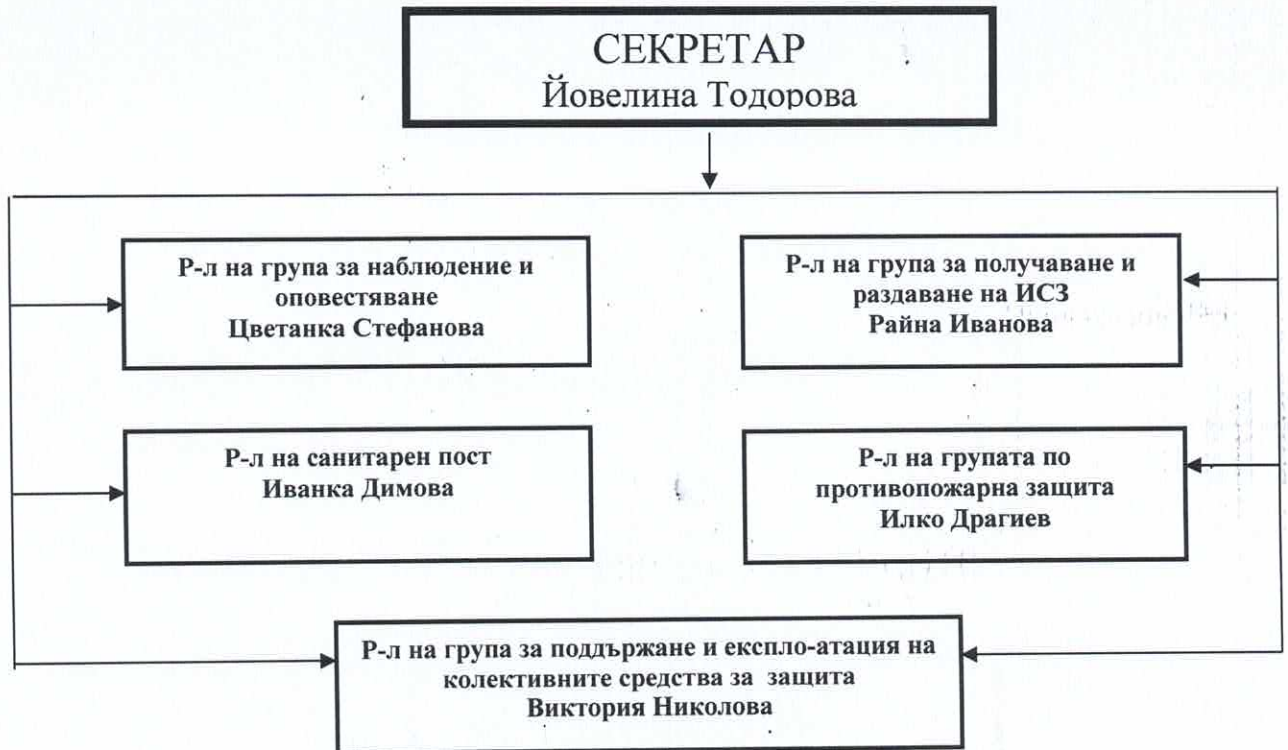 СЕКРЕТАР
Йовелина Тодорова
Р-л на група за наблюдение и
оповестяване
Цветанка Стефанова
Р-л на група за получаване и
раздаване на ИСЗ
Райна Иванова
Р-л на санитарен пост
Иванка Димова
Р-л на групата по
противопожарна защита
Илко Драгиев
Р-л на група за поддържане и експло-атация на
колективните средства за защита
Виктория Николова